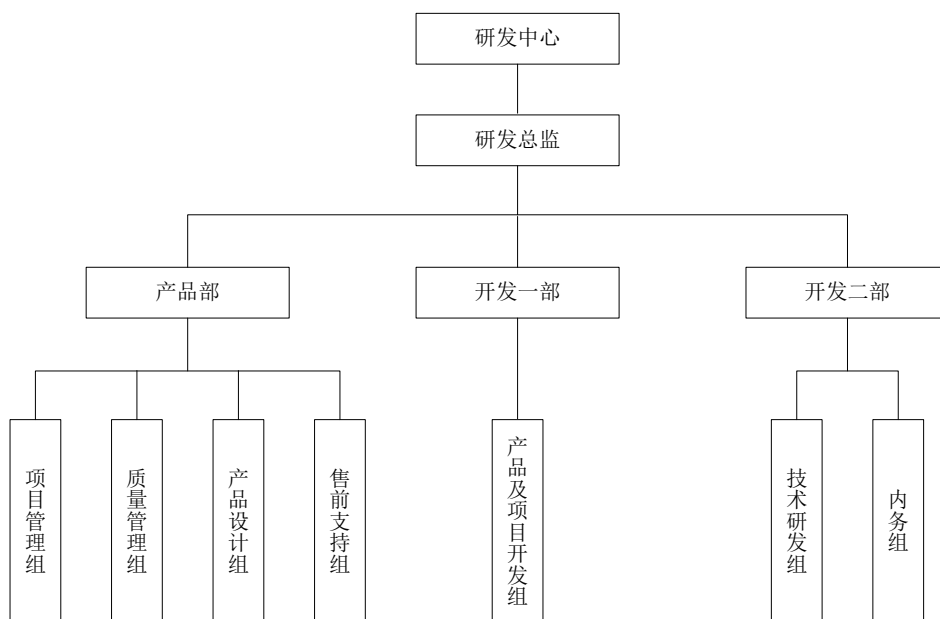 研发中心
研发总监
产品部
开发一部
开发二部
项目管理组
质量管理组
产品设计组
售前支持组
产品及项目开发组
技术研发组
内务组